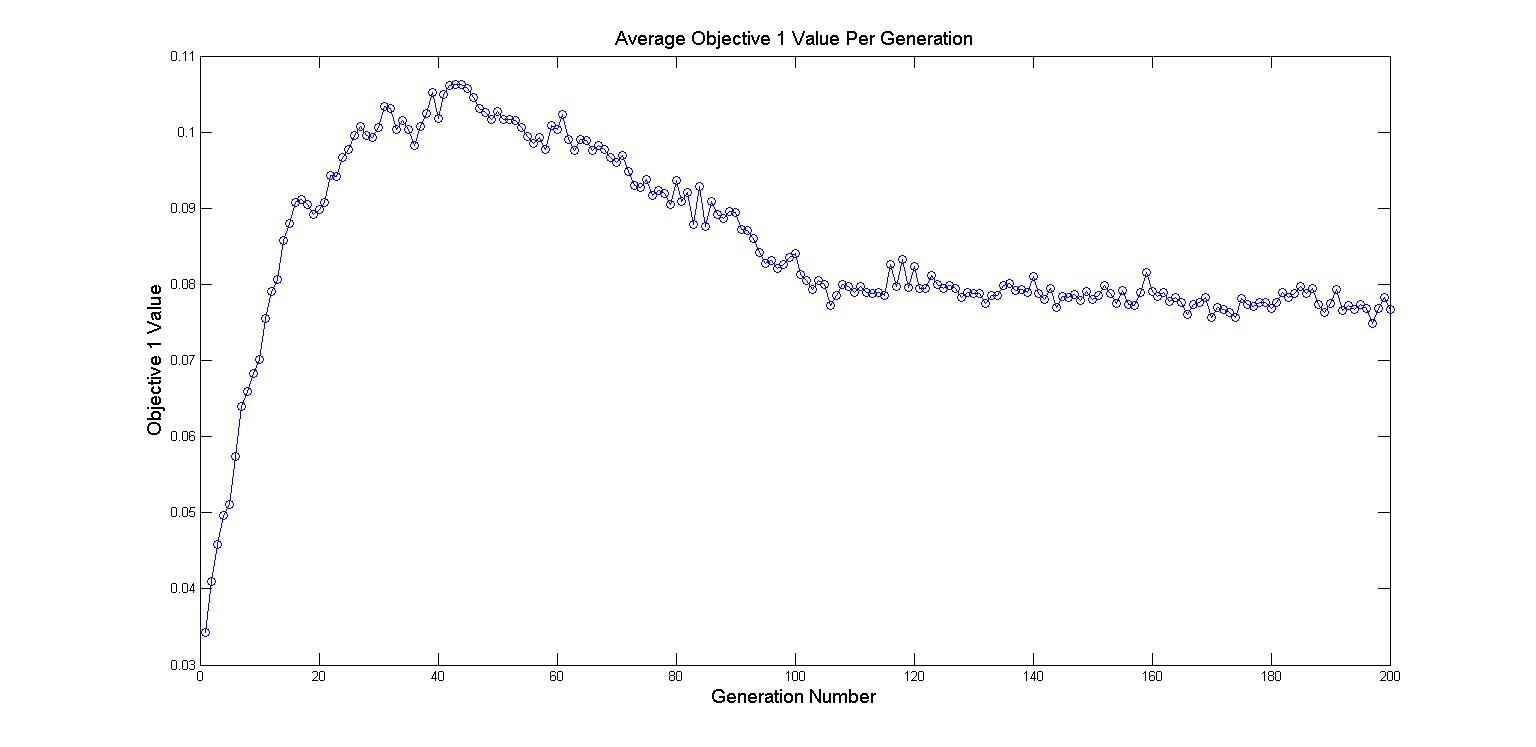 Average Objective 1 Value Per Generation
0.11
0.1
0.09
0.08
0.07
0.06
0.05
0.04
0.03
Objective 1 Value
0 20 40 60 80 100 120 140 160 180 200
Generation Number